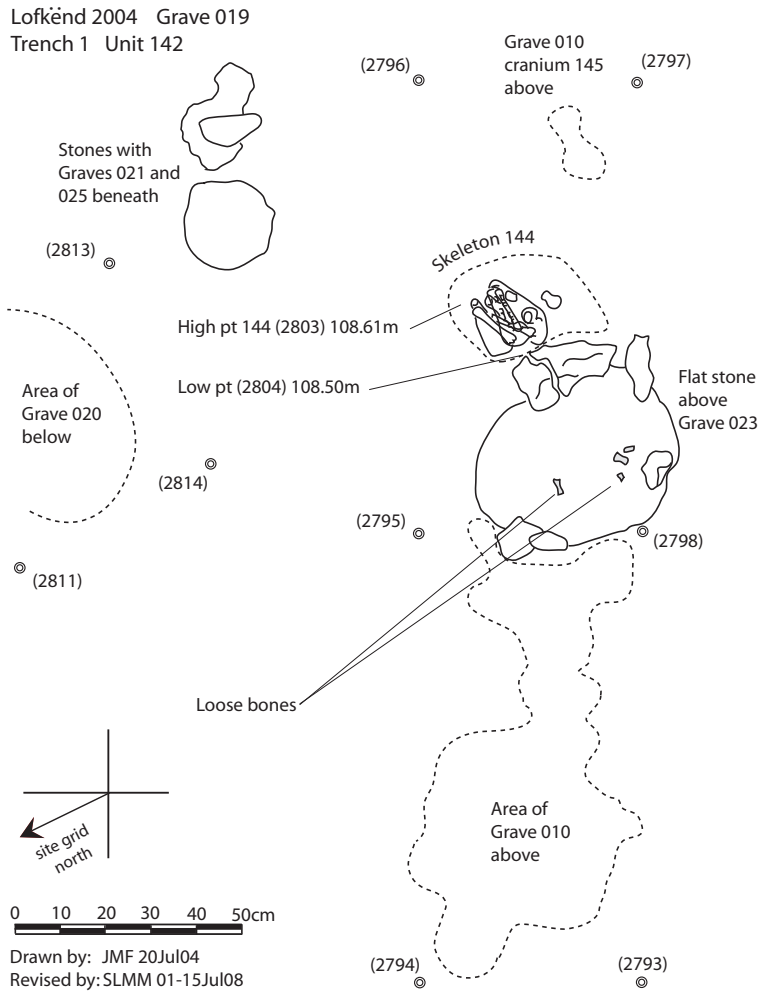 Lofkënd 2004 Grave 019
Trench 1 Unit 142
(2796)
Grave 010
cranium 145
above
(2797)
Stones with
Graves 021 and
025 beneath
(2813)
Skeleton 144
High pt 144 (2803) 108.61m
Low pt (2804) 108.50m
Area of
Grave 020
below
Flat stone
above
Grave 023
(2814)
(2795)
(2798)
(2811)
Loose bones
site grid
north
Area of
Grave 010
above
0 10 20 30 40 50cm
Drawn by: JMF 20Jul04
Revised by: SLMM 01-15Jul08
(2794)
(2793)